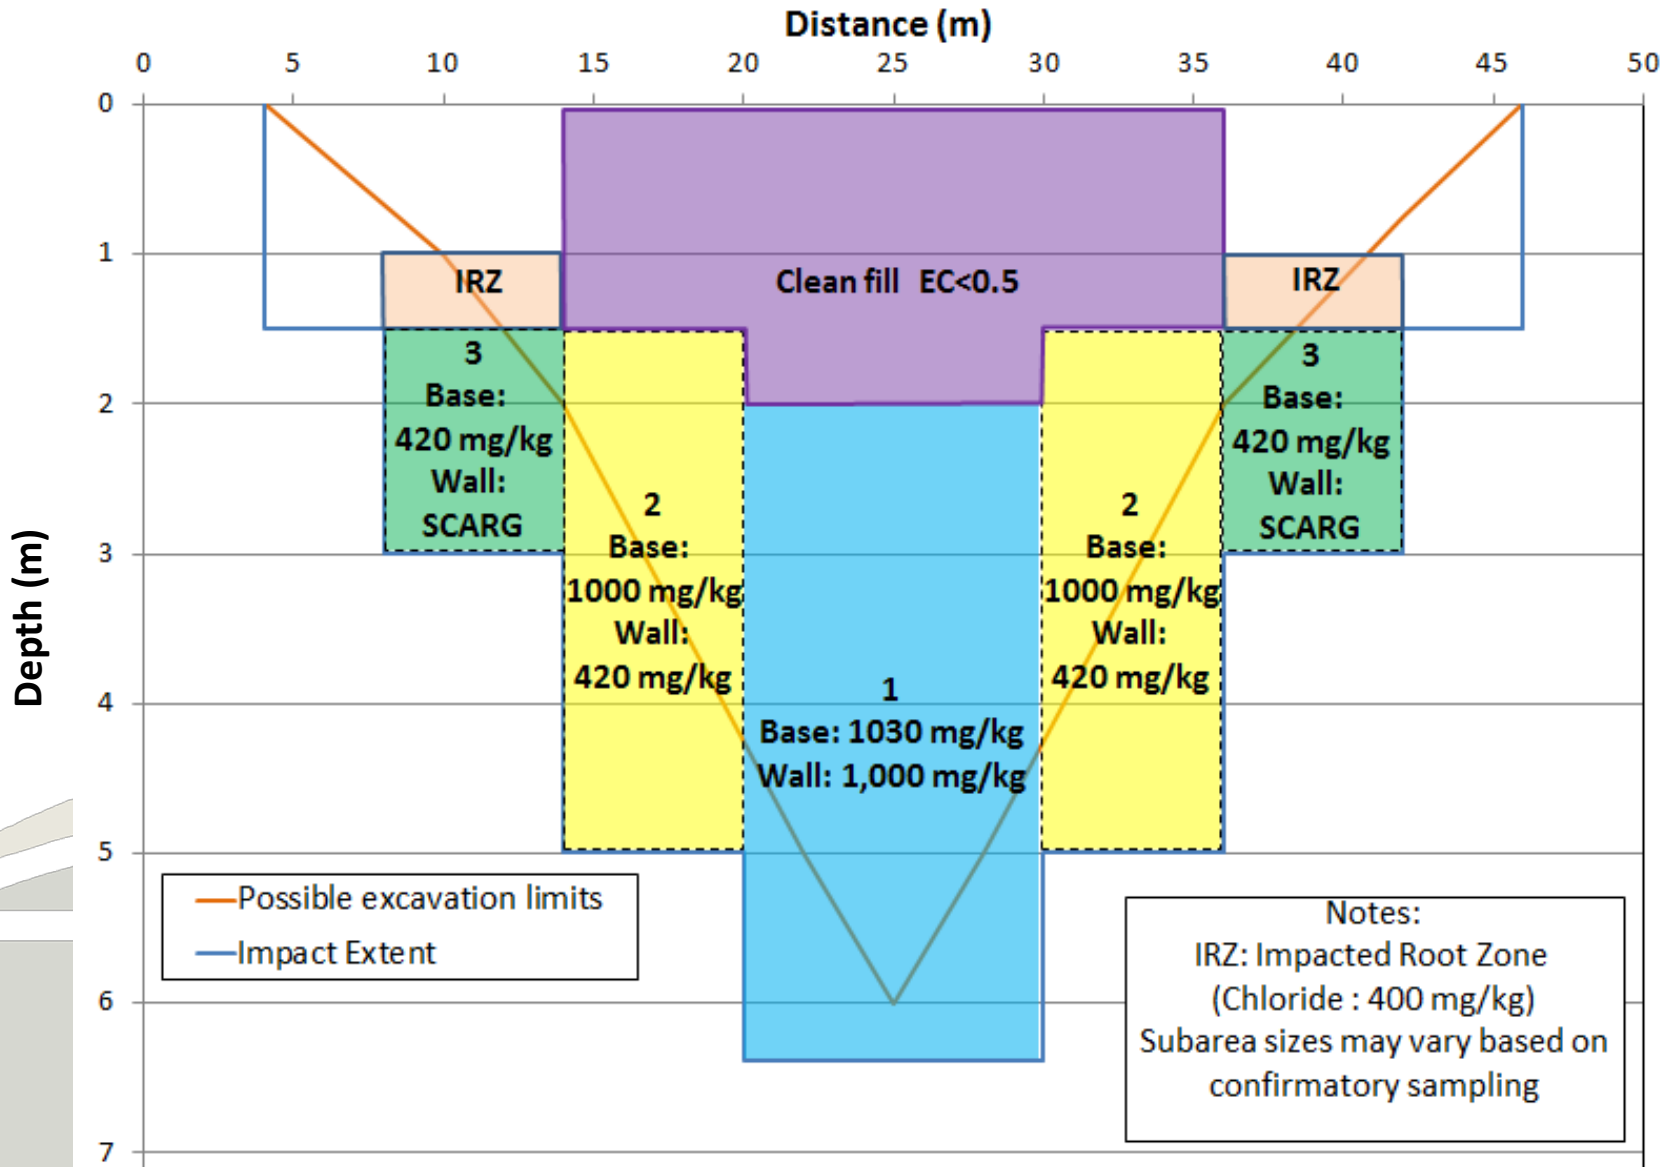 Distance (m)
0 5 10 15 20 25 30 35 40 45 50
Depth (m)
0
1
2
3
4
5
6
7
IRZ
Clean fill EC<0.5
IRZ
3
Base:
420 mg/kg
Wall:
SCARG
2
Base:
1000 mg/kg
Wall:
420 mg/kg
1
Base: 1030 mg/kg
Wall: 1,000 mg/kg
2
Base:
1000 mg/kg
Wall:
420 mg/kg
3
Base:
420 mg/kg
Wall:
SCARG
Possible excavation limits
Impact Extent
Notes:
IRZ: Impacted Root Zone
(Chloride : 400 mg/kg)
Subarea sizes may vary based on
confirmatory sampling